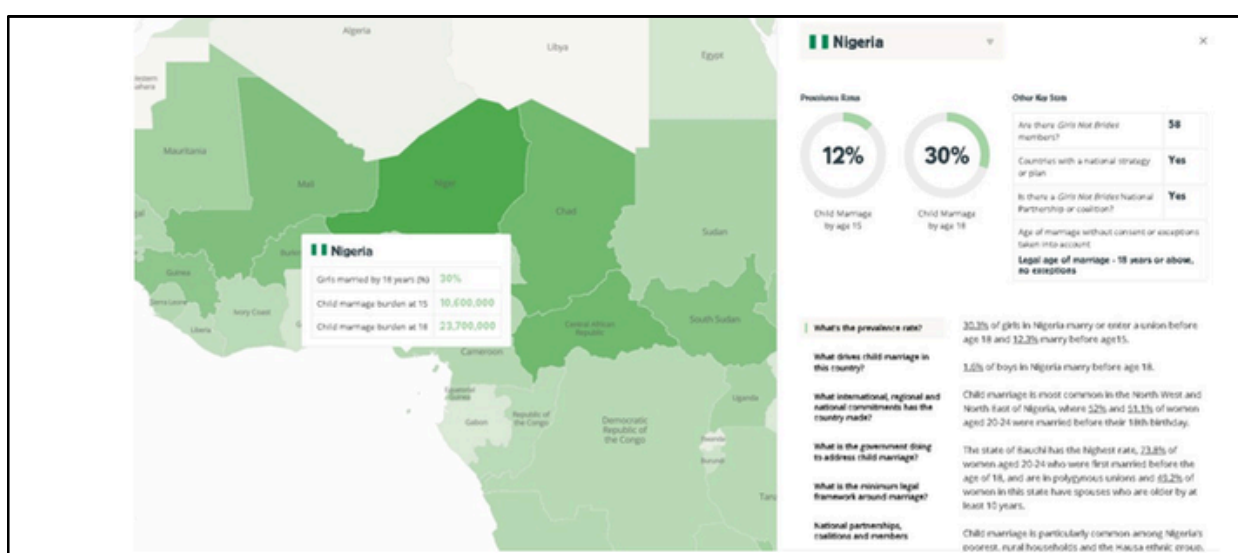 Algeria
Libya
Egypt
Western
Sahara
Mauritania
Mali
Niger
Chad
Sudan
Guinea
Sierra Leone
Liberia
Ivory Coast
Nigeria
Girls married by 18 years (%) 30%
Child marriage burden at 15 10,600,000
Child marriage burden at 18 23,700,000
Central African
Republic
South Sudan
Cameroon
Equatorial
Guinea
Gabon
Republic of
the Congo
Democratic
Republic of
the Congo
Uganda
Rwanda
Burundi
Tan
Nigeria
Prevalence Rates
12%
Child Marriage
by age 15
30%
Child Marriage
by age 18
Other Key Stats
Are there Girls Not Brides
members? 58
Countries with a national strategy
or plan Yes
Is there a Girls Not Brides National
Partnership or coalition? Yes
Age of marriage without consent or exceptions
taken into account
Legal age of marriage - 18 years or above,
no exceptions
What's the prevalence rate?
What drives child marriage in
this country?
What international, regional and
national commitments has the
country made?
What is the government doing
to address child marriage?
What is the minimum legal
framework around marriage?
National partnerships,
coalitions and members
30.3% of girls in Nigeria marry or enter a union before
age 18 and 12.3% marry before age15.
1.6% of boys in Nigeria marry before age 18.
Child marriage is most common in the North West and
North East of Nigeria, where 52% and 51.1% of women
aged 20-24 were married before their 18th birthday.
The state of Bauchi has the highest rate, 73.8% of
women aged 20-24 who were first married before the
age of 18, and are in polygynous unions and 49.2% of
women in this state have spouses who are older by at
least 10 years.
Child marriage is particularly common among Nigeria's
poorest, rural households and the Hausa ethnic group.